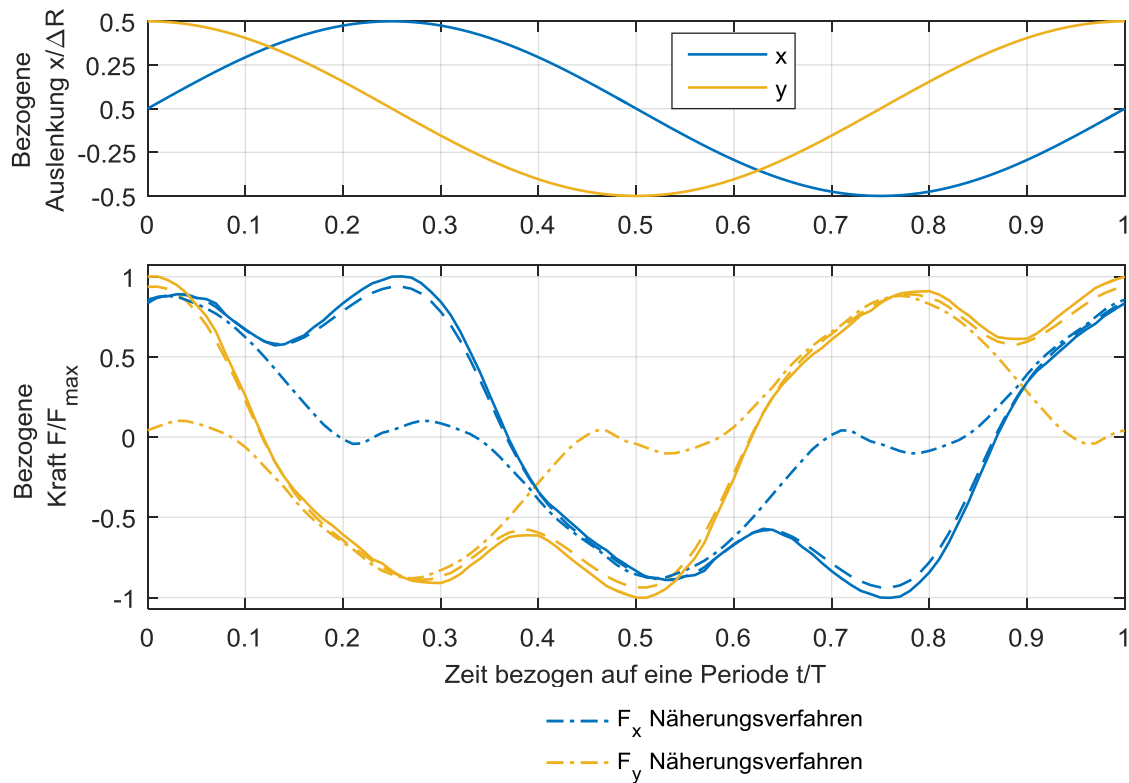 Bezogene
Auslenkung x/ΔR
0.5
0.25
0.5
-0.25
-0.5
x
y
0 0.1 0.2 0.3 0.4 0.5 0.6 0.7 0.8 0.9 1
Bezogene
Kraft F/F_max
1
0.5
0
-0.5
-1
0 0.1 0.2 0.3 0.4 0.5 0.6 0.7 0.8 0.9 1
Zeit bezogen auf eine Periode t/T
F_x Näherungsverfahren
F_y Näherungsverfahren